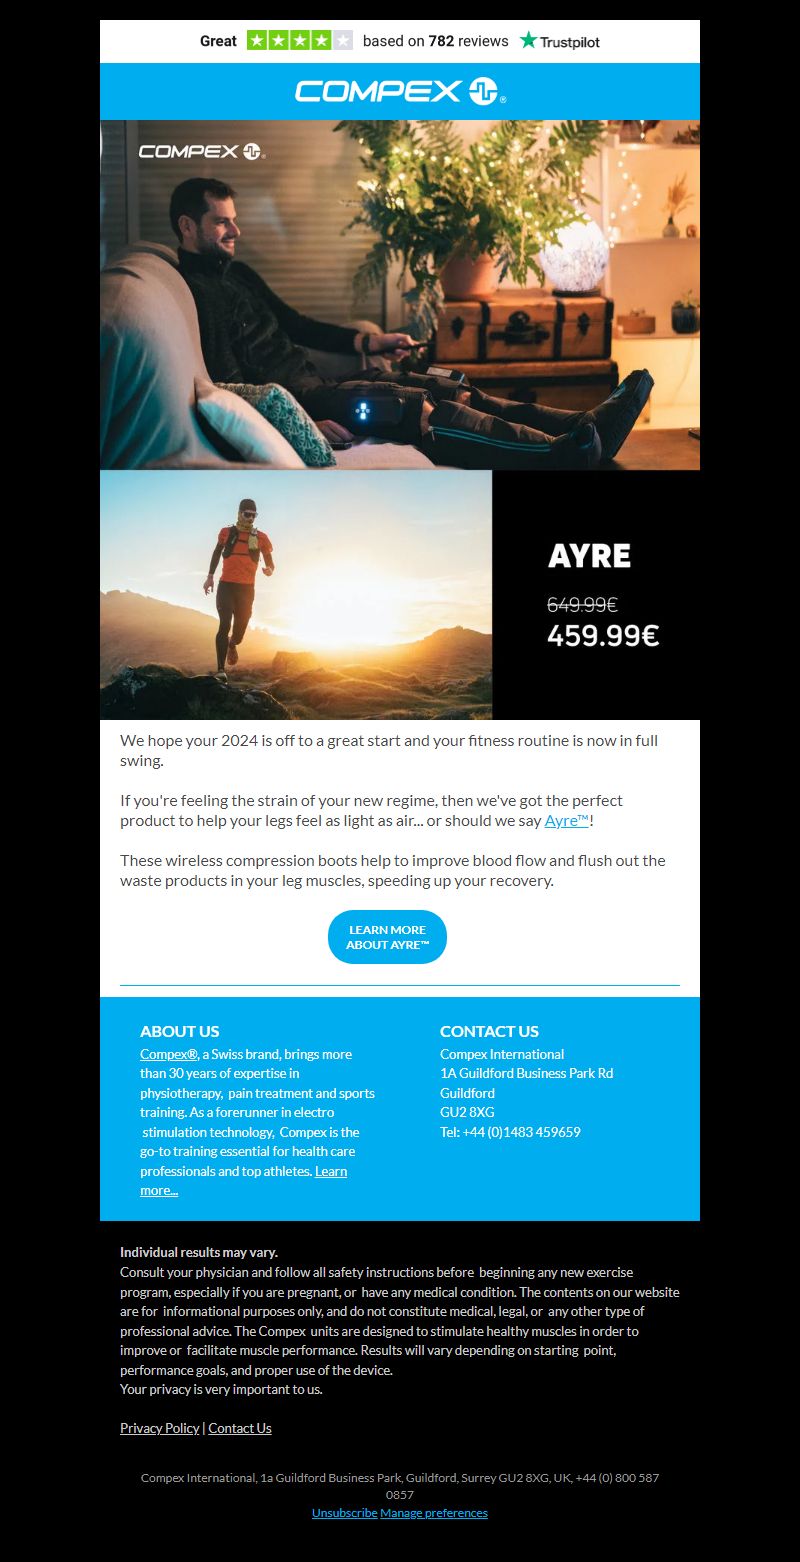 Great based on 782 reviews Trustpilot
COMPEX ®
COMPEX ®
AYRE
649.99€
459.99€
We hope your 2024 is off to a great start and your fitness routine is now in full
swing.
If you're feeling the strain of your new regime, then we've got the perfect
product to help your legs feel as light as air... or should we say Ayre™!
These wireless compression boots help to improve blood flow and flush out the
waste products in your leg muscles, speeding up your recovery.
LEARN MORE
ABOUT AYRE™
ABOUT US
Compex®, a Swiss brand, brings more
than 30 years of expertise in
physiotherapy, pain treatment and sports
training. As a forerunner in electro
stimulation technology, Compex is the
go-to training essential for health care
professionals and top athletes. Learn
more...
CONTACT US
Compex International
1A Guildford Business Park Rd
Guildford
GU2 8XG
Tel: +44 (0)1483 459659
Individual results may vary.
Consult your physician and follow all safety instructions before beginning any new exercise
program, especially if you are pregnant, or have any medical condition. The contents on our website
are for informational purposes only, and do not constitute medical, legal, or any other type of
professional advice. The Compex units are designed to stimulate healthy muscles in order to
improve or facilitate muscle performance. Results will vary depending on starting point,
performance goals, and proper use of the device.
Your privacy is very important to us.
Privacy Policy | Contact Us
Compex International, 1a Guildford Business Park, Guildford, Surrey GU2 8XG, UK, +44 (0) 800 587
0857
Unsubscribe Manage preferences